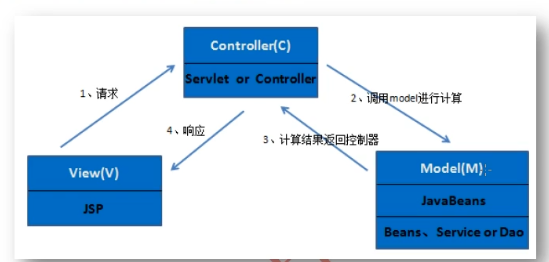 Controller(C)
Servlet or Controller
1、请求
2、调用model进行计算
4、响应
3、计算结果返回控制器
View(V)
JSP
Model(M)
JavaBeans
Beans、Service or Dao